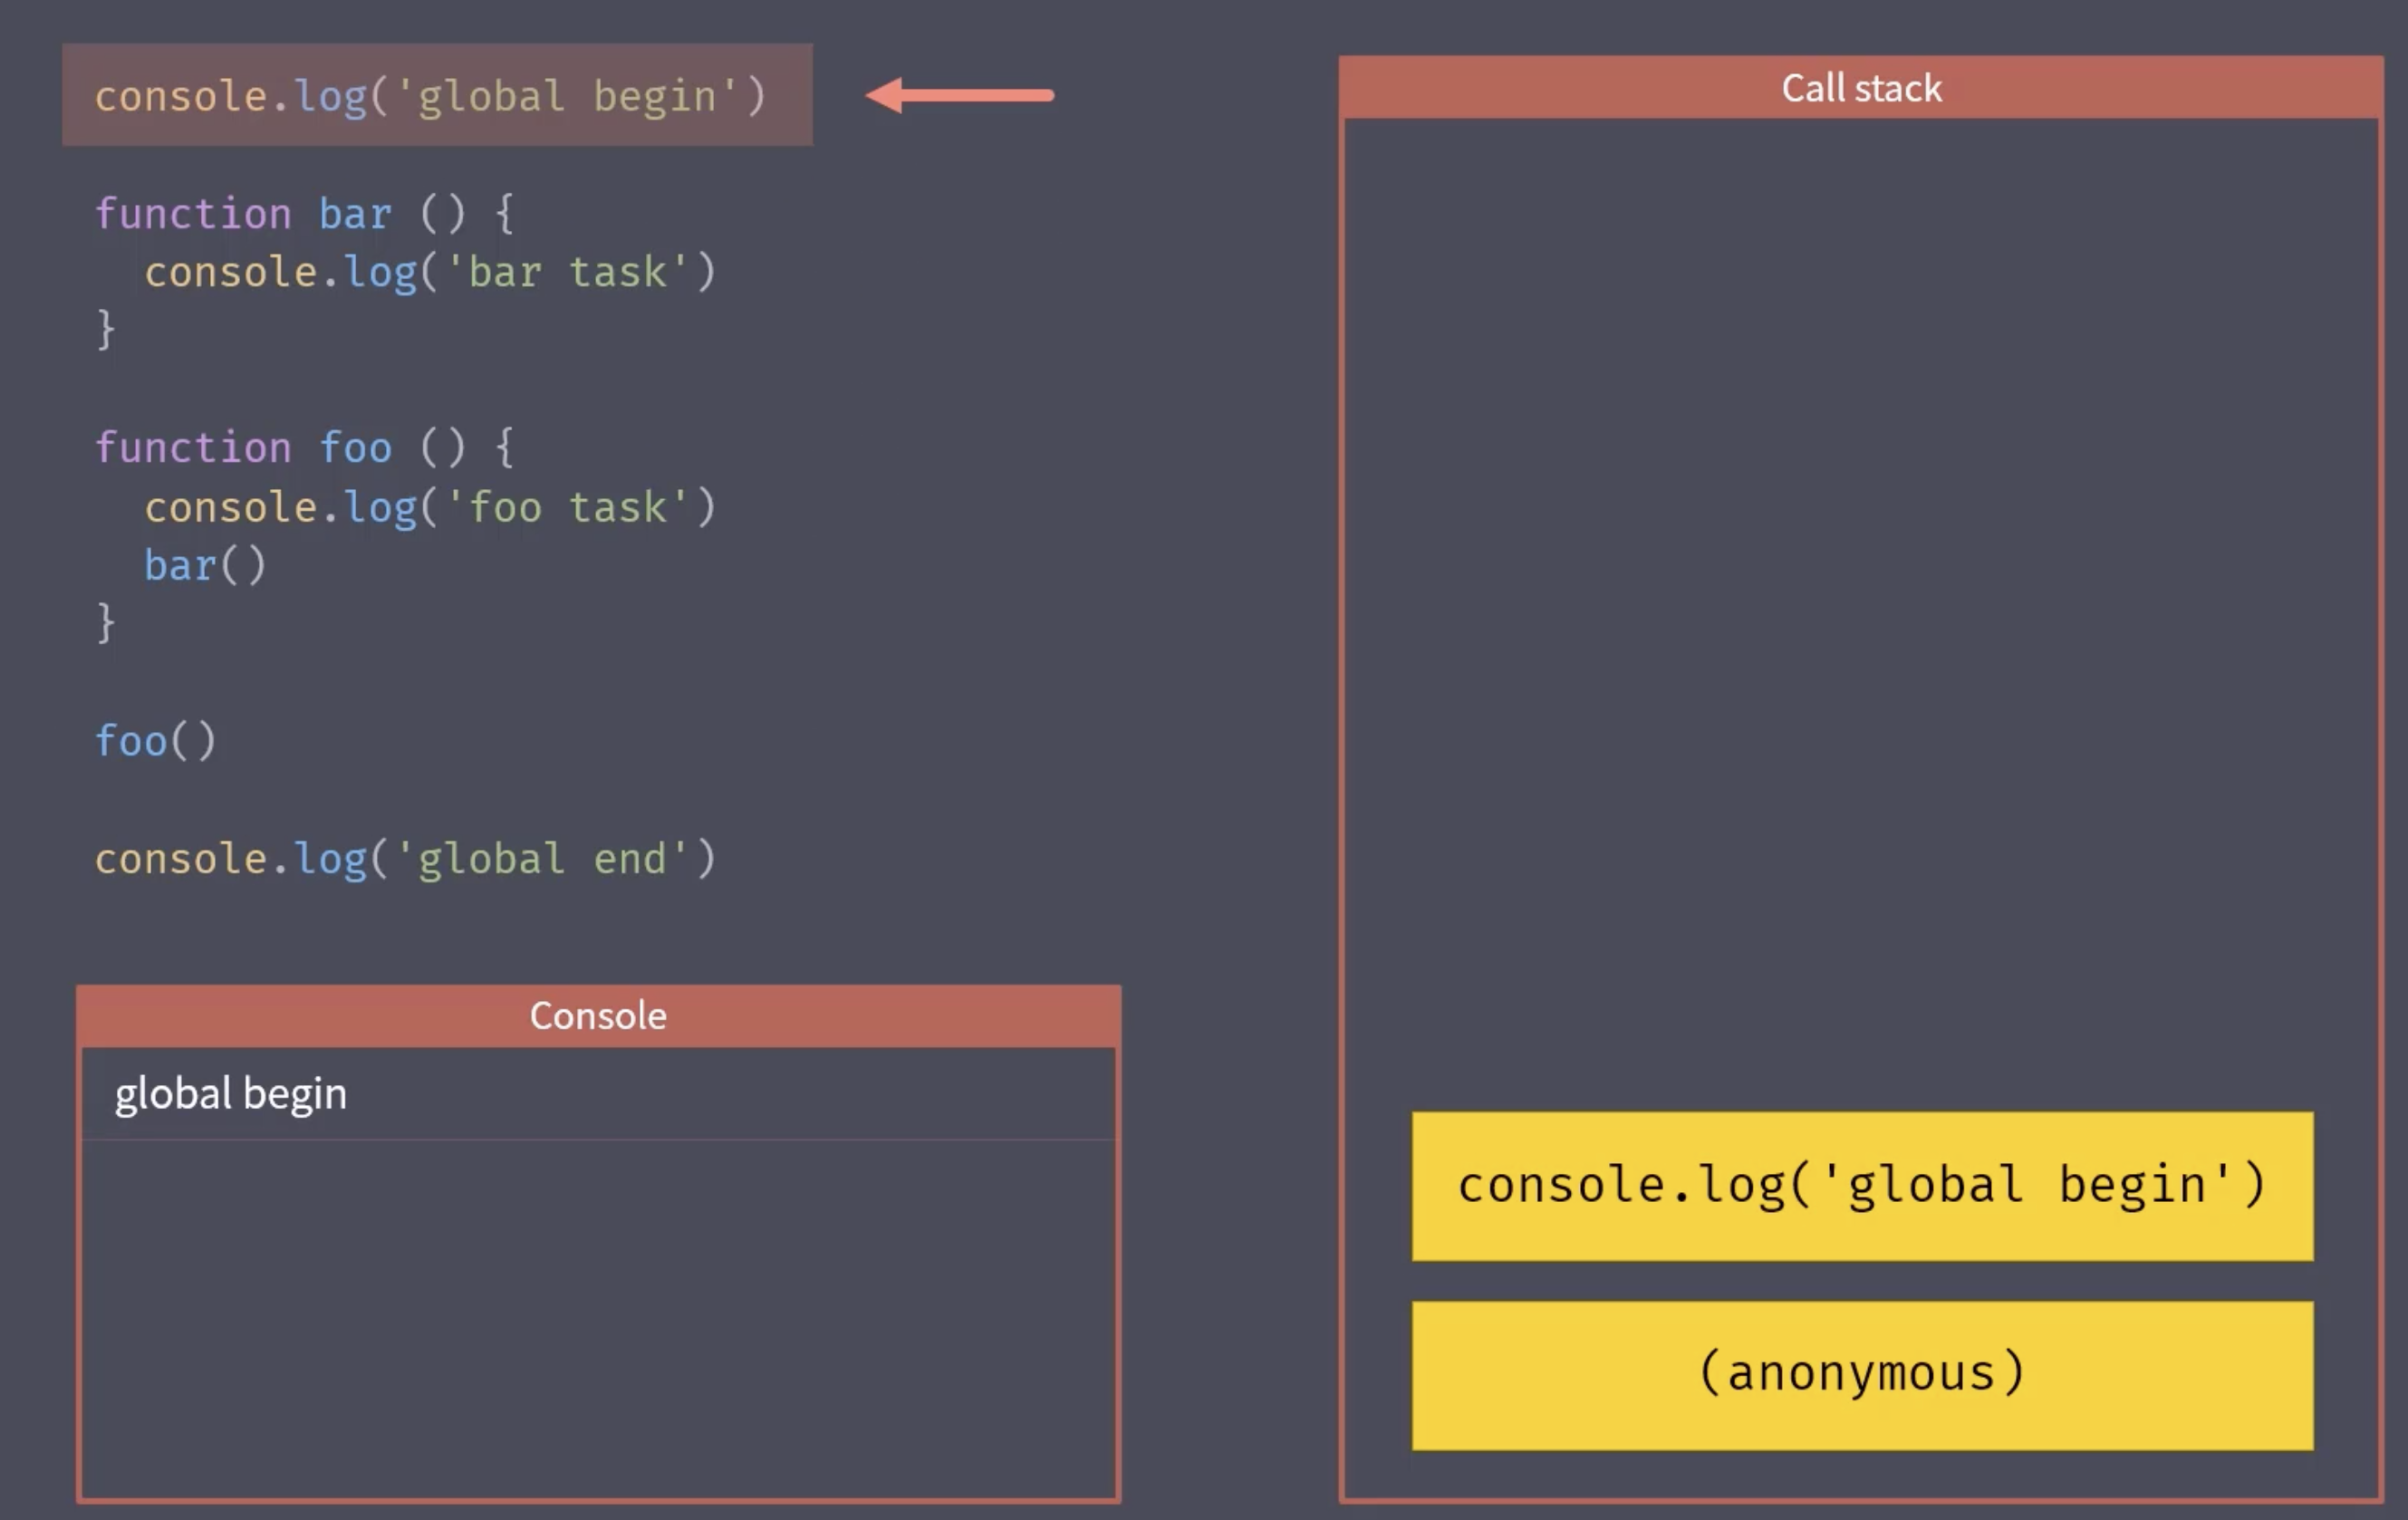 console.log('global begin')
function bar () {
  console.log('bar task')
}
function foo () {
  console.log('foo task')
  bar()
}
foo()
console.log('global end')
Console
global begin
Call stack
console.log('global begin')
(anonymous)